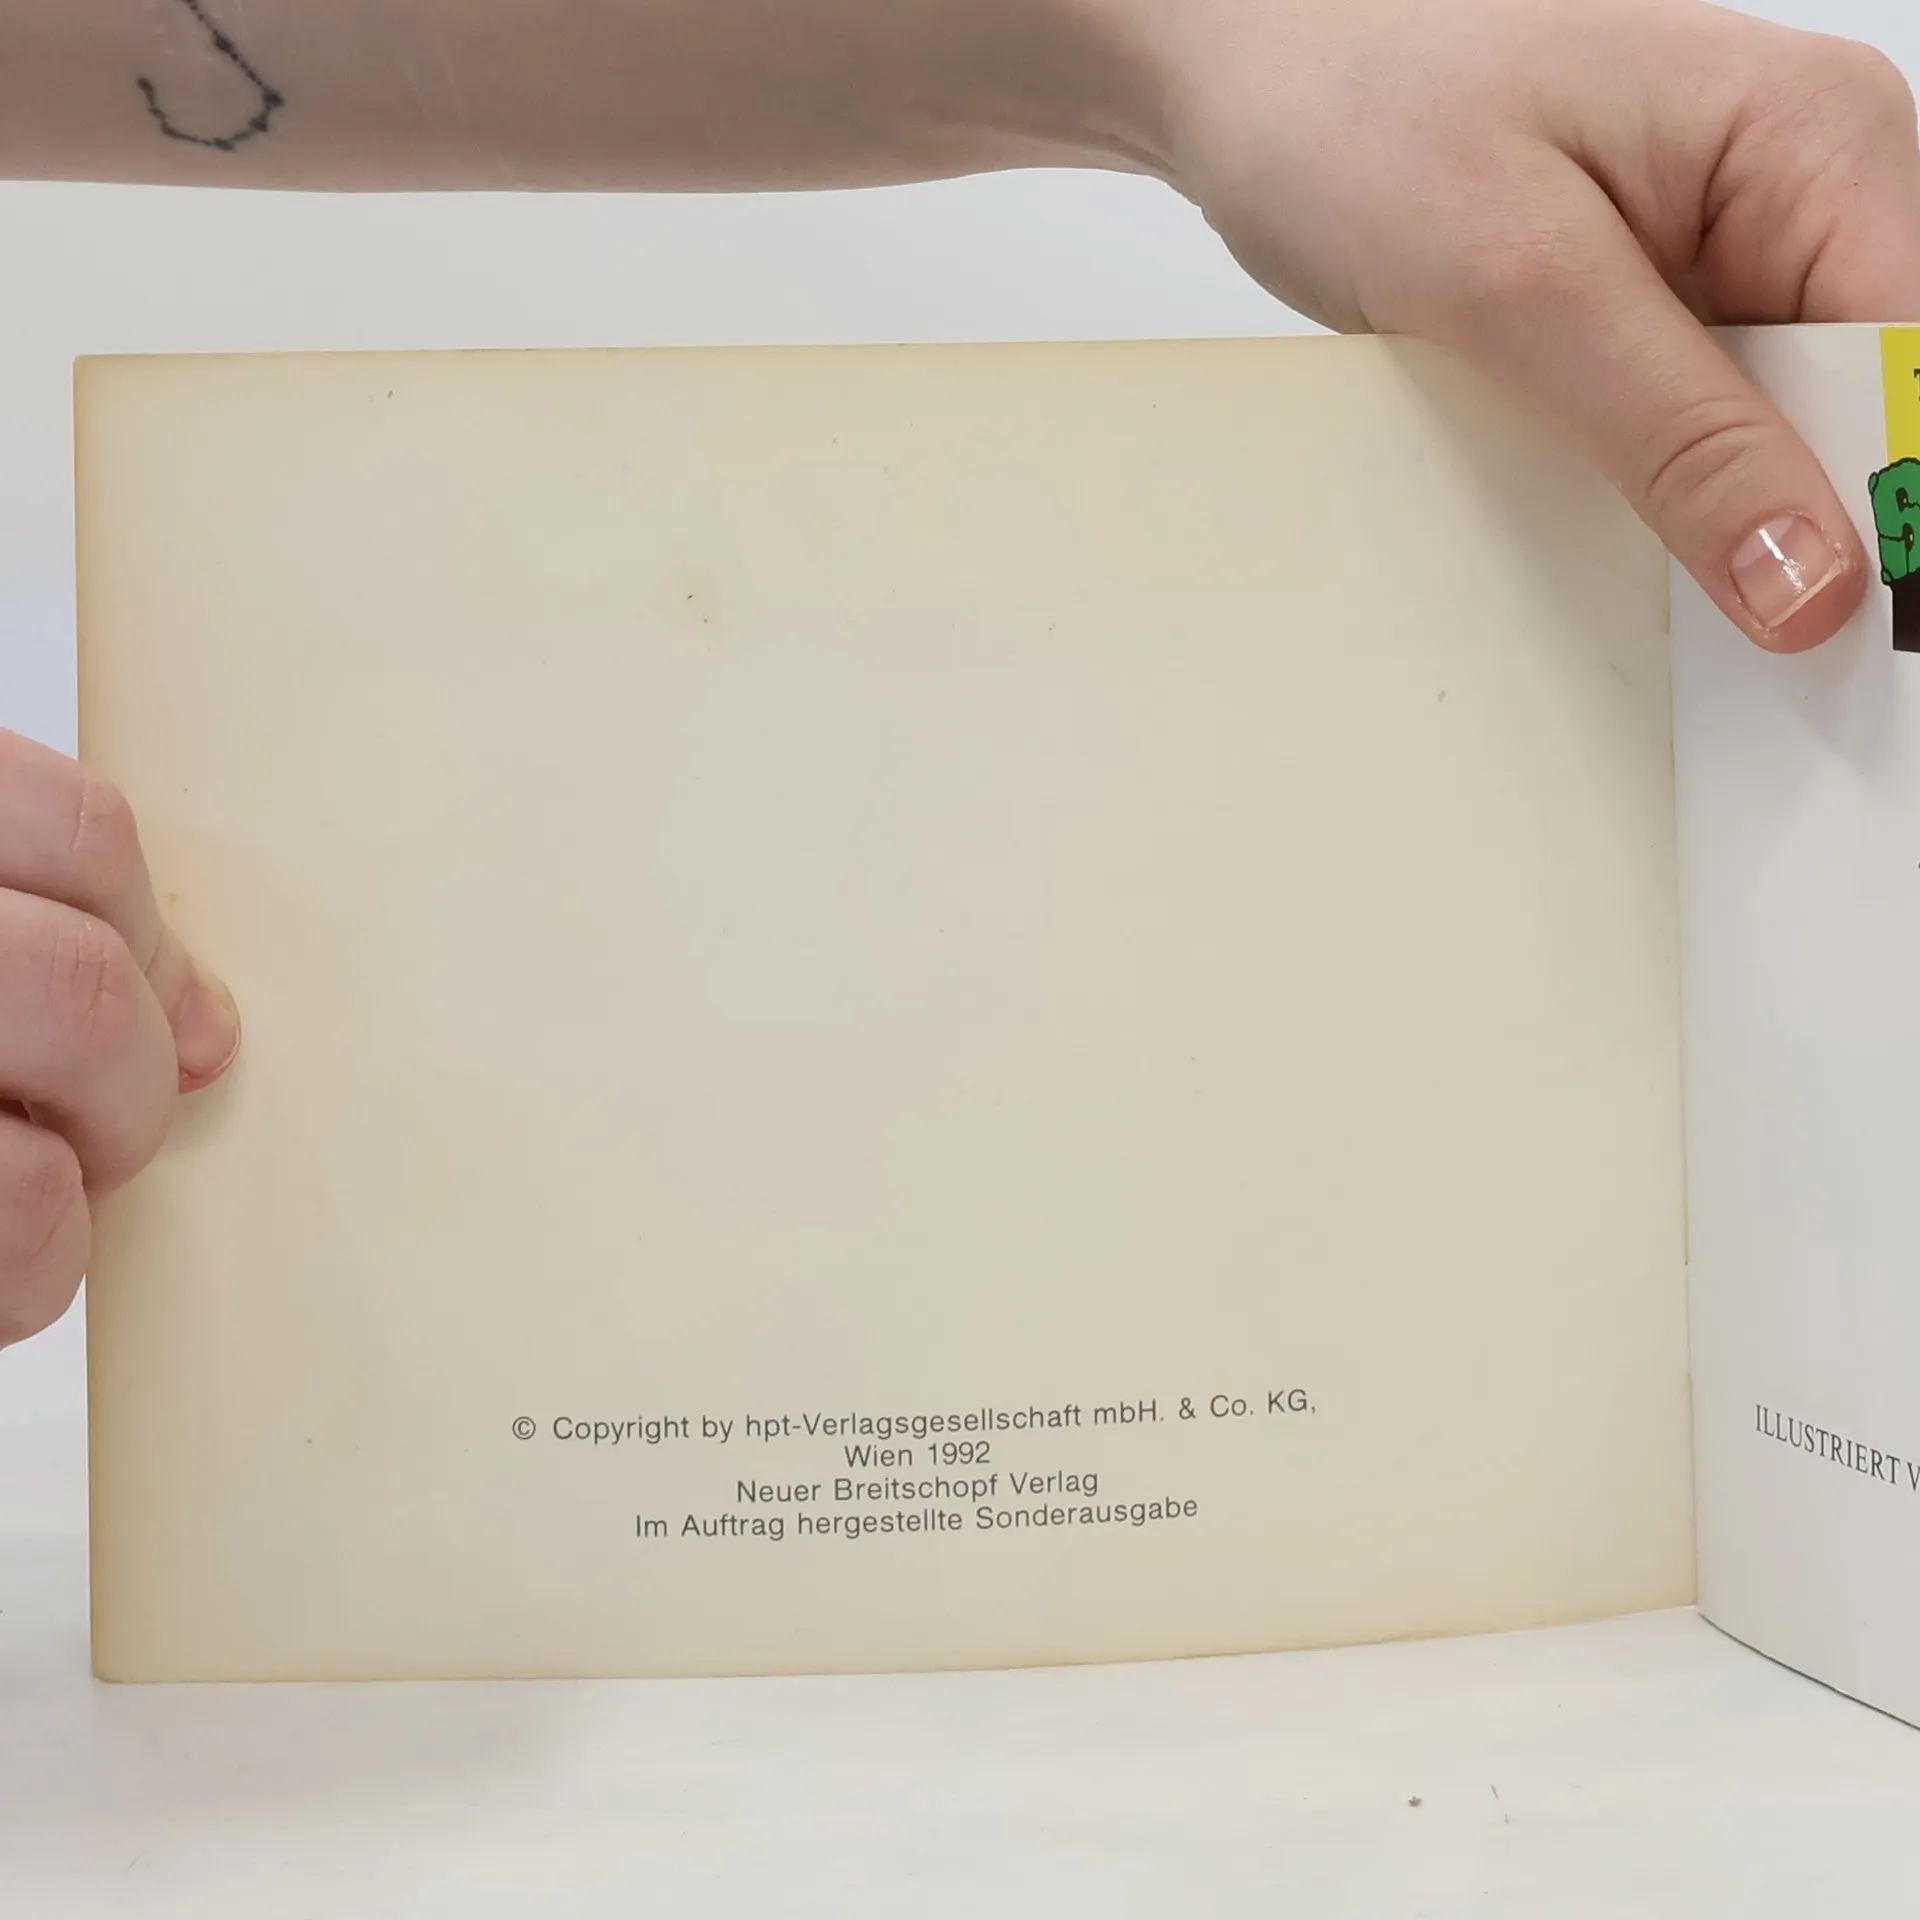 © Copyright by hpt-Verlagsgesellschaft mbH. & Co. KG,
Wien 1992
Neuer Breitschopf Verlag
Im Auftrag hergestellte Sonderausgabe
ILLUSTRIERT